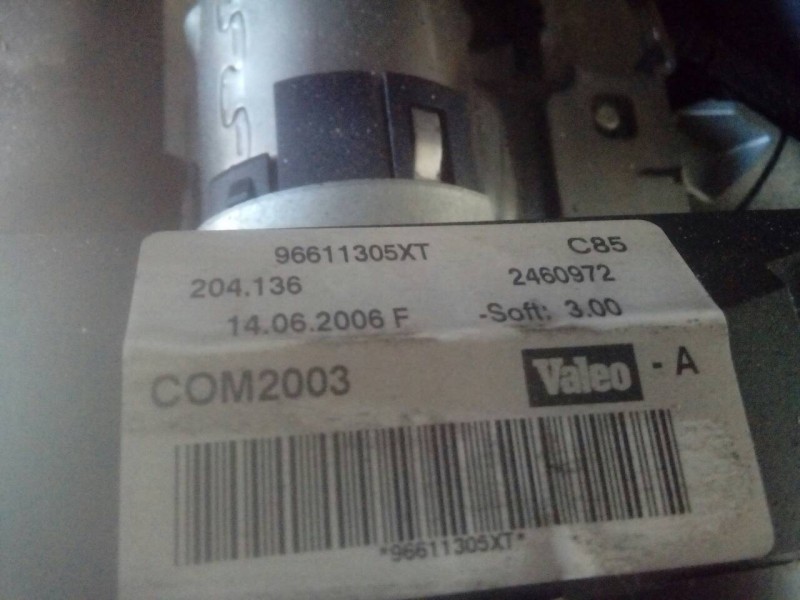 96611305XT C85
204.136 2460972
14.06.2006 F -Soft: 3.00
COM2003 Valeo - A
*96611305XT*